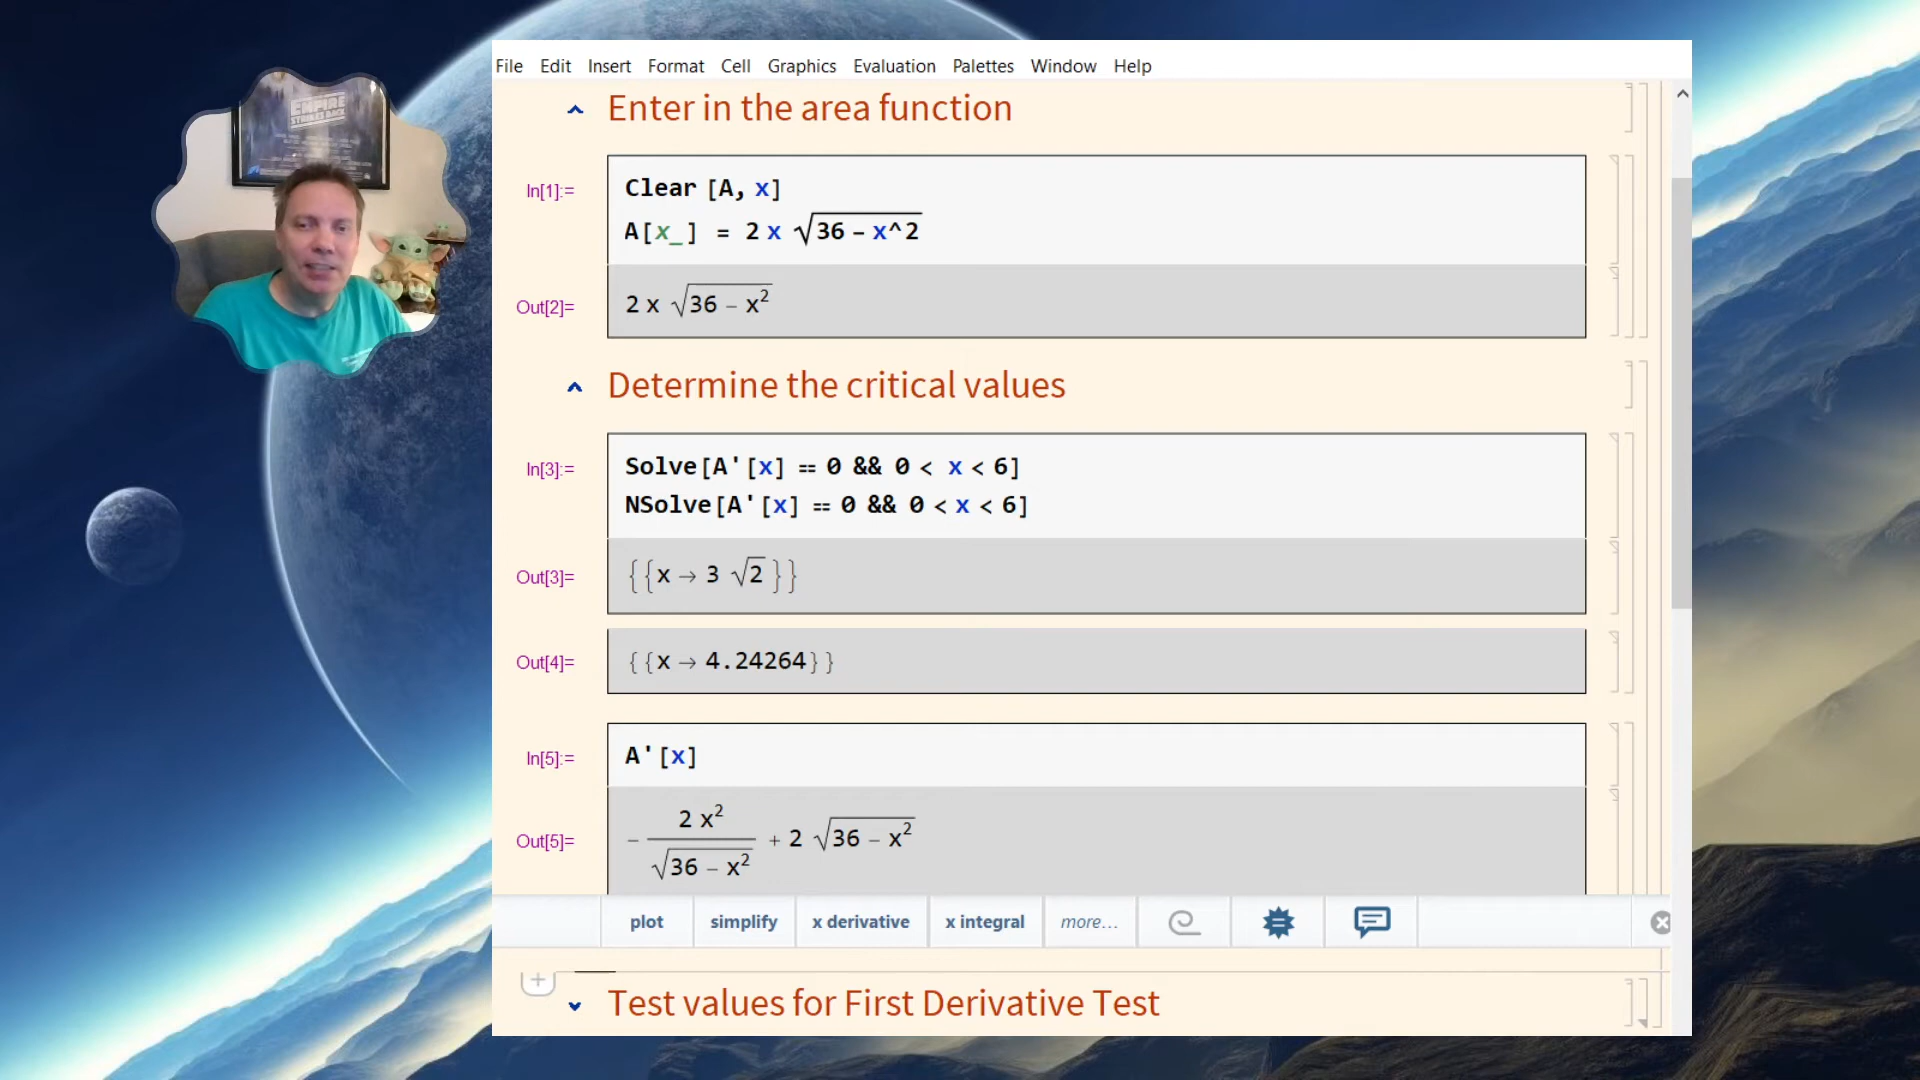 EMPIRE
STRIKES BACK
File Edit Insert Format Cell Graphics Evaluation Palettes Window Help
Enter in the area function
In[1]:=
Clear [A, x]
A[x_] = 2 x √36 - x^2
Out[2]=
2 x √36 - x²
Determine the critical values
In[3]:=
Solve[A'[x] == 0 && 0 < x < 6]
NSolve[A'[x] == 0 && 0 < x < 6]
Out[3]=
{{x → 3 √2 }}
Out[4]=
{{x → 4.24264}}
In[5]:=
A'[x]
Out[5]=
- 2 x² / √36 - x² + 2 √36 - x²
plot simplify x derivative x integral more...
Test values for First Derivative Test